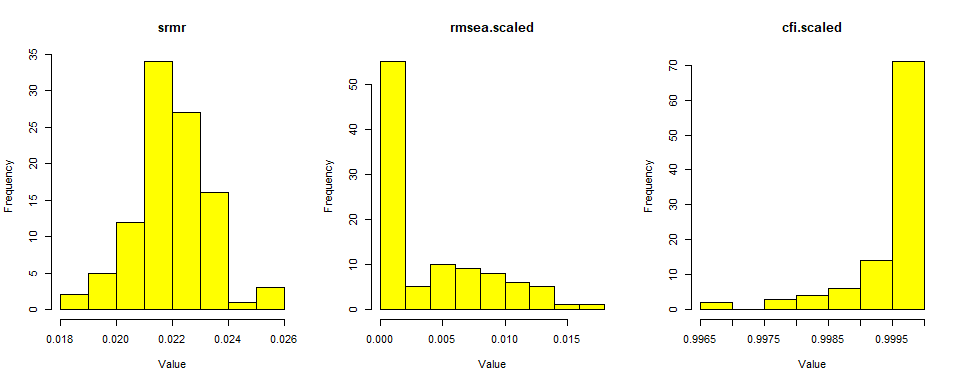 srmr
Frequency
0 5 10 15 20 25 30 35
0.018 0.020 0.022 0.024 0.026
Value
rmsea.scaled
Frequency
0 10 20 30 40 50
0.000 0.005 0.010 0.015
Value
cfi.scaled
Frequency
0 10 20 30 40 50 60 70
0.9965 0.9975 0.9985 0.9995
Value